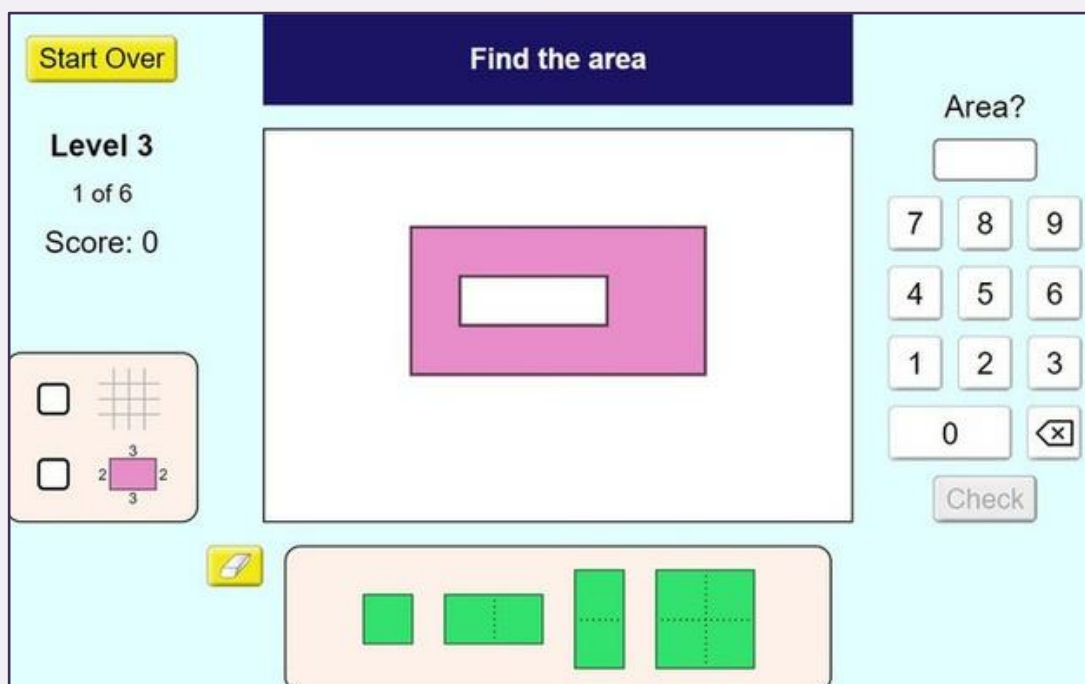 Start Over
Find the area
Level 3
1 of 6
Score: 0
Area?
7 8 9
4 5 6
1 2 3
0
Check
3
2 2
3